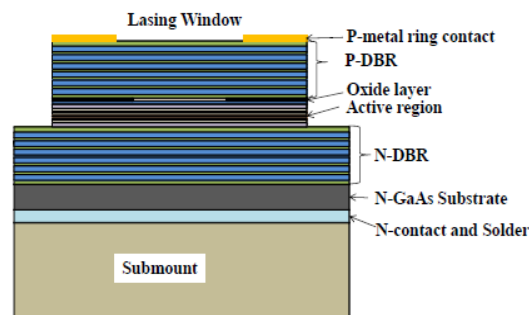 Lasing Window
P-metal ring contact
P-DBR
Oxide layer
Active region
N-DBR
N-GaAs Substrate
N-contact and Solder
Submount